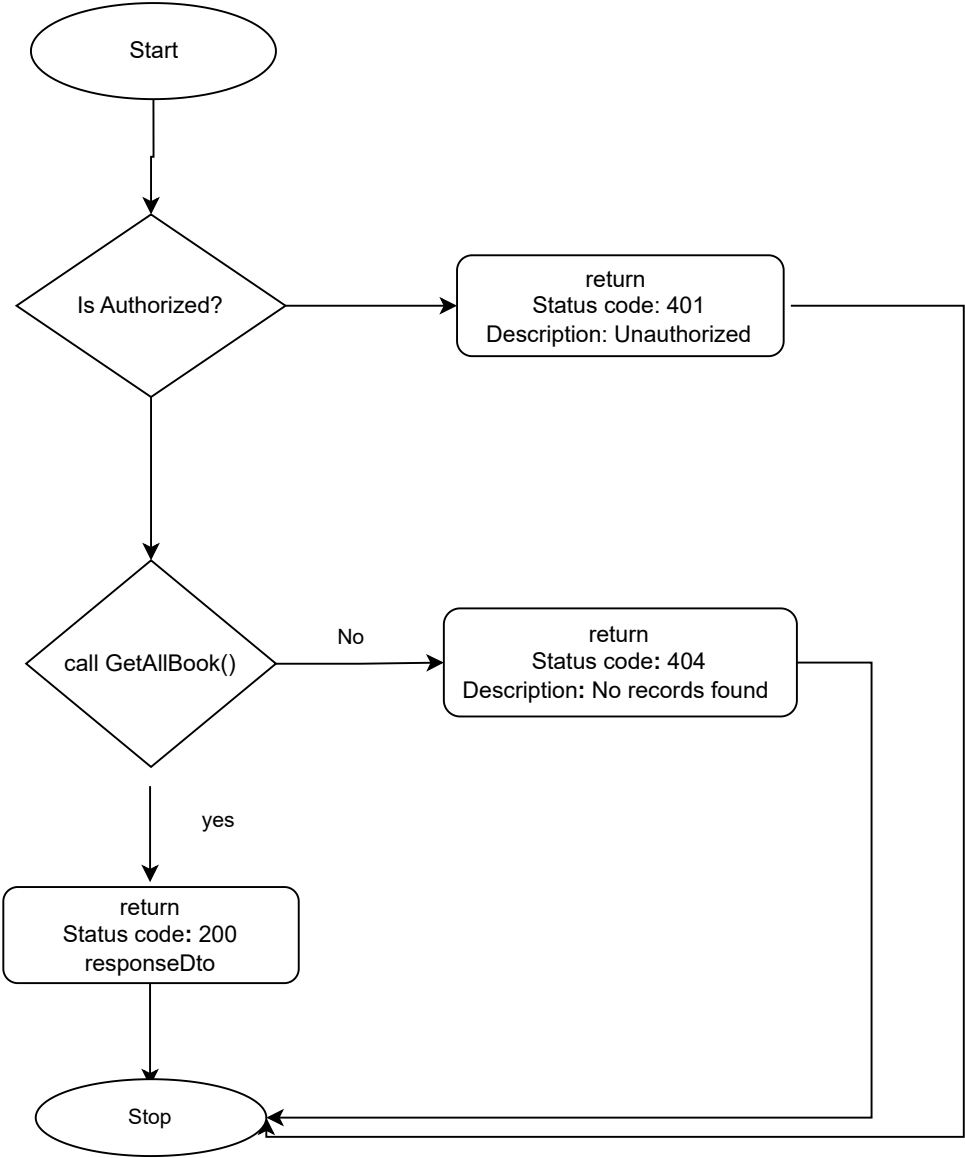 Start
Is Authorized?
return
Status code: 401
Description: Unauthorized
call GetAllBook()
No
return
Status code: 404
Description: No records found
yes
return
Status code: 200
responseDto
Stop